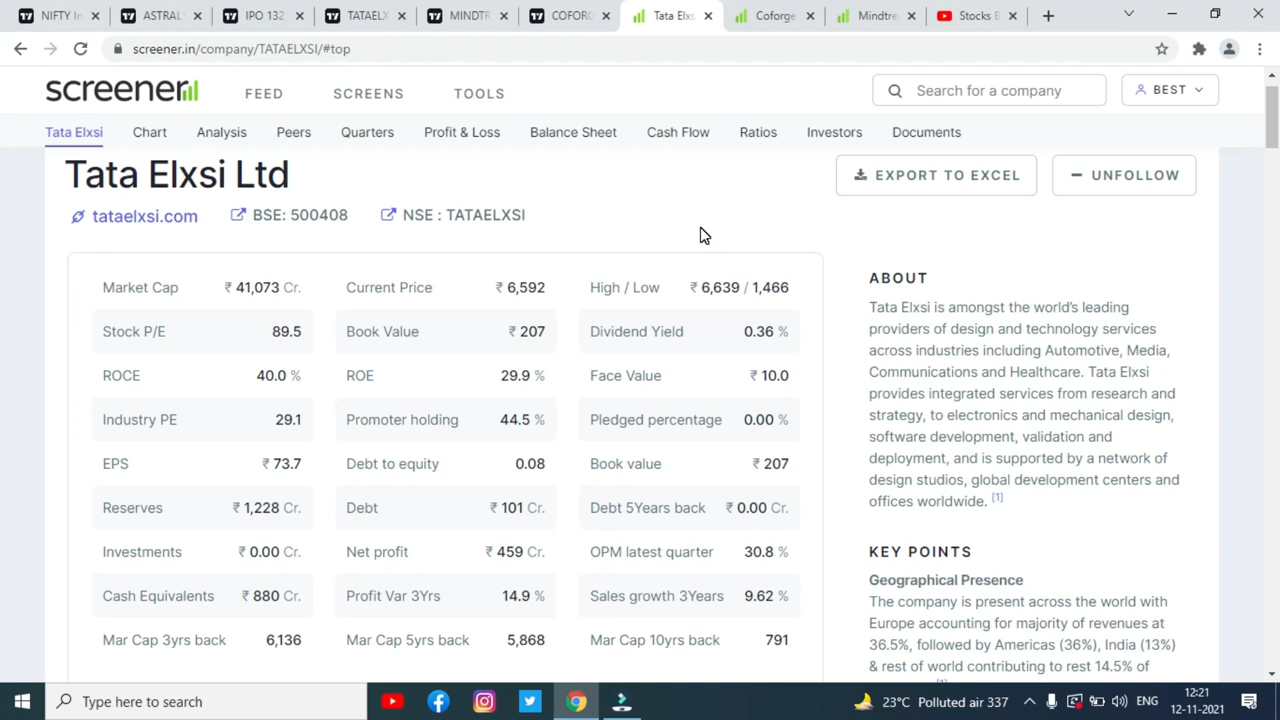 NIFTY In
ASTRAL
IPO 132
TATAELX
MINDTR
COFORG
Tata Elxs
Coforge
Mindtree
Stocks B
screener.in/company/TATAELXSI/#top
screener
FEED
SCREENS
TOOLS
Search for a company
BEST
Tata Elxsi
Chart
Analysis
Peers
Quarters
Profit & Loss
Balance Sheet
Cash Flow
Ratios
Investors
Documents
Tata Elxsi Ltd
EXPORT TO EXCEL
UNFOLLOW
tataelxsi.com
BSE: 500408
NSE : TATAELXSI
Market Cap ₹ 41,073 Cr.
Current Price ₹ 6,592
High / Low ₹ 6,639 / 1,466
Stock P/E 89.5
Book Value ₹ 207
Dividend Yield 0.36 %
ROCE 40.0 %
ROE 29.9 %
Face Value ₹ 10.0
Industry PE 29.1
Promoter holding 44.5 %
Pledged percentage 0.00 %
EPS ₹ 73.7
Debt to equity 0.08
Book value ₹ 207
Reserves ₹ 1,228 Cr.
Debt ₹ 101 Cr.
Debt 5Years back ₹ 0.00 Cr.
Investments ₹ 0.00 Cr.
Net profit ₹ 459 Cr.
OPM latest quarter 30.8 %
Cash Equivalents ₹ 880 Cr.
Profit Var 3Yrs 14.9 %
Sales growth 3Years 9.62 %
Mar Cap 3yrs back 6,136
Mar Cap 5yrs back 5,868
Mar Cap 10yrs back 791
ABOUT
Tata Elxsi is amongst the world's leading
providers of design and technology services
across industries including Automotive, Media,
Communications and Healthcare. Tata Elxsi
provides integrated services from research and
strategy, to electronics and mechanical design,
software development, validation and
deployment, and is supported by a network of
design studios, global development centers and
offices worldwide. [1]
KEY POINTS
Geographical Presence
The company is present across the world with
Europe accounting for majority of revenues at
36.5%, followed by Americas (36%), India (13%)
& rest of world contributing to rest 14.5% of
Type here to search
23°C Polluted air 337
ENG
12:21
12-11-2021